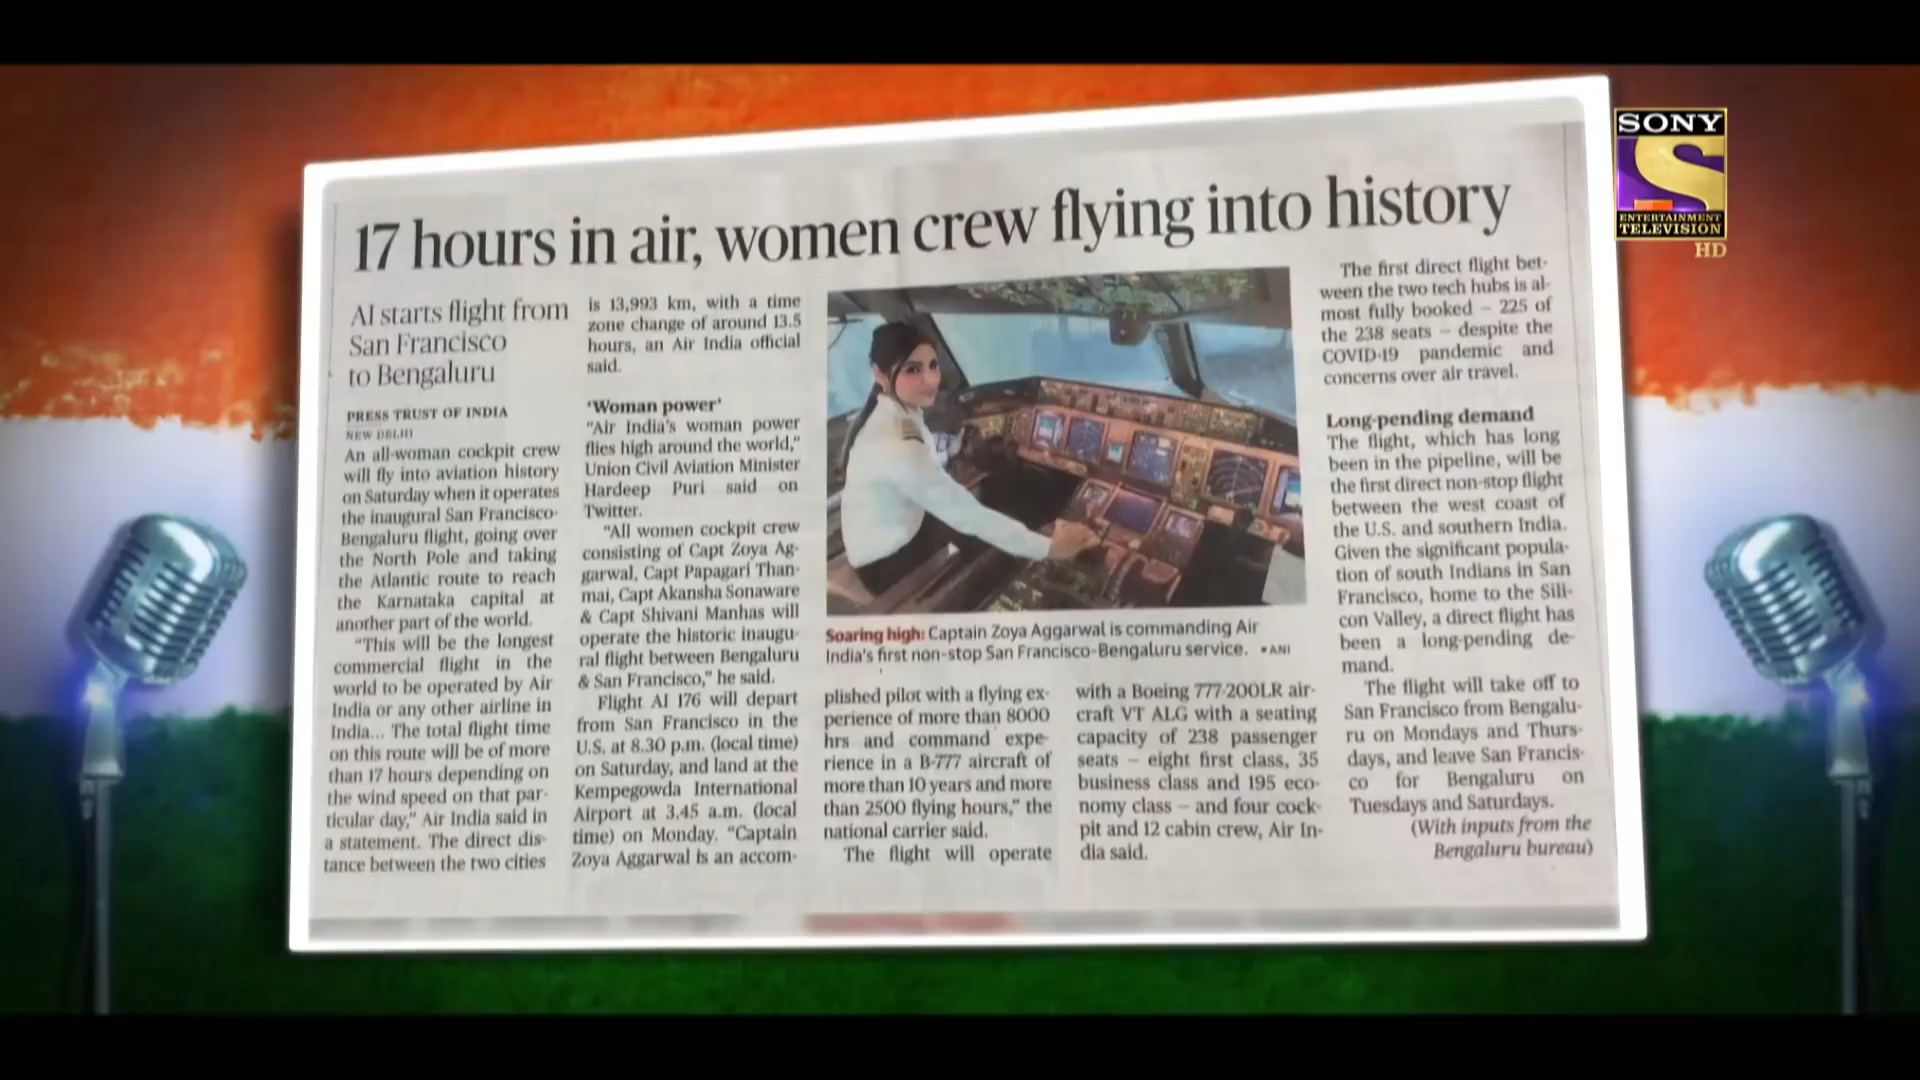 17 hours in air, women crew flying into history
AI starts flight from
San Francisco
to Bengaluru
PRESS TRUST OF INDIA
NEW DELHI
An all-woman cockpit crew
will fly into aviation history
on Saturday when it operates
the inaugural San Francisco-
Bengaluru flight, going over
the North Pole and taking
the Atlantic route to reach
the Karnataka capital at
another part of the world.
"This will be the longest
commercial flight in the
world to be operated by Air
India or any other airline in
India... The total flight time
on this route will be of more
than 17 hours depending on
the wind speed on that par-
ticular day," Air India said in
a statement. The direct dis-
tance between the two cities
is 13,993 km, with a time
zone change of around 13.5
hours, an Air India official
said.
'Woman power'
"Air India's woman power
flies high around the world,"
Union Civil Aviation Minister
Hardeep Puri said on
Twitter.
"All women cockpit crew
consisting of Capt Zoya Ag-
garwal, Capt Papagari Than-
mai, Capt Akansha Sonaware
& Capt Shivani Manhas will
operate the historic inaugu-
ral flight between Bengaluru
& San Francisco," he said.
Flight AI 176 will depart
from San Francisco in the
U.S. at 8.30 p.m. (local time)
on Saturday, and land at the
Kempegowda International
Airport at 3.45 a.m. (local
time) on Monday. "Captain
Zoya Aggarwal is an accom-
Soaring high: Captain Zoya Aggarwal is commanding Air
India's first non-stop San Francisco-Bengaluru service. •ANI
plished pilot with a flying ex-
perience of more than 8000
hrs and command expe-
rience in a B-777 aircraft of
more than 10 years and more
than 2500 flying hours," the
national carrier said.
The flight will operate
with a Boeing 777-200LR air-
craft VT ALG with a seating
capacity of 238 passenger
seats – eight first class, 35
business class and 195 eco-
nomy class – and four cock-
pit and 12 cabin crew, Air In-
dia said.
The first direct flight bet-
ween the two tech hubs is al-
most fully booked – 225 of
the 238 seats – despite the
COVID-19 pandemic and
concerns over air travel.
Long-pending demand
The flight, which has long
been in the pipeline, will be
the first direct non-stop flight
between the west coast of
the U.S. and southern India.
Given the significant popula-
tion of south Indians in San
Francisco, home to the Sili-
con Valley, a direct flight has
been a long-pending de-
mand.
The flight will take off to
San Francisco from Bengalu-
ru on Mondays and Thurs-
days, and leave San Francis-
co for Bengaluru on
Tuesdays and Saturdays.
(With inputs from the
Bengaluru bureau)
SONY
ENTERTAINMENT
TELEVISION
HD